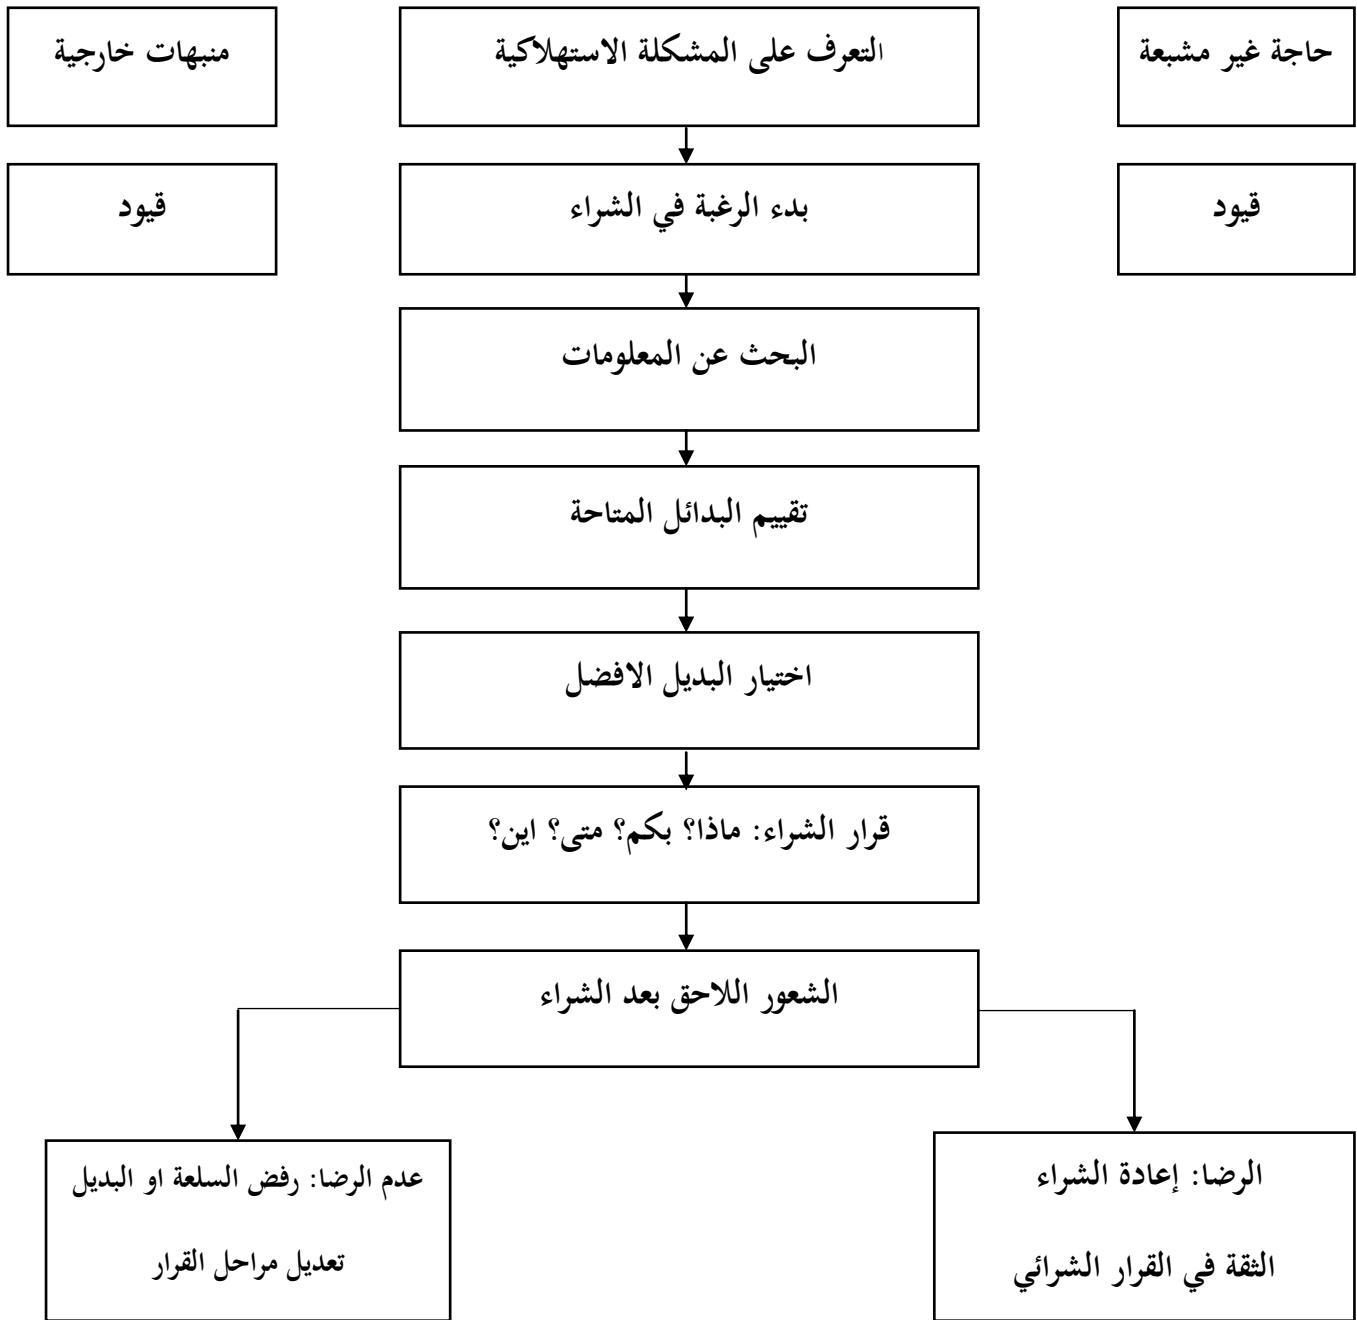 حاجة غير مشبعة
التعرف على المشكلة الاستهلاكية
منبهات خارجية
قيود
بدء الرغبة في الشراء
قيود
البحث عن المعلومات
تقييم البدائل المتاحة
اختيار البديل الافضل
قرار الشراء: ماذا؟ بكم؟ متى؟ اين؟
الشعور اللاحق بعد الشراء
الرضا: إعادة الشراء
الثقة في القرار الشرائي
عدم الرضا: رفض السلعة او البديل
تعديل مراحل القرار